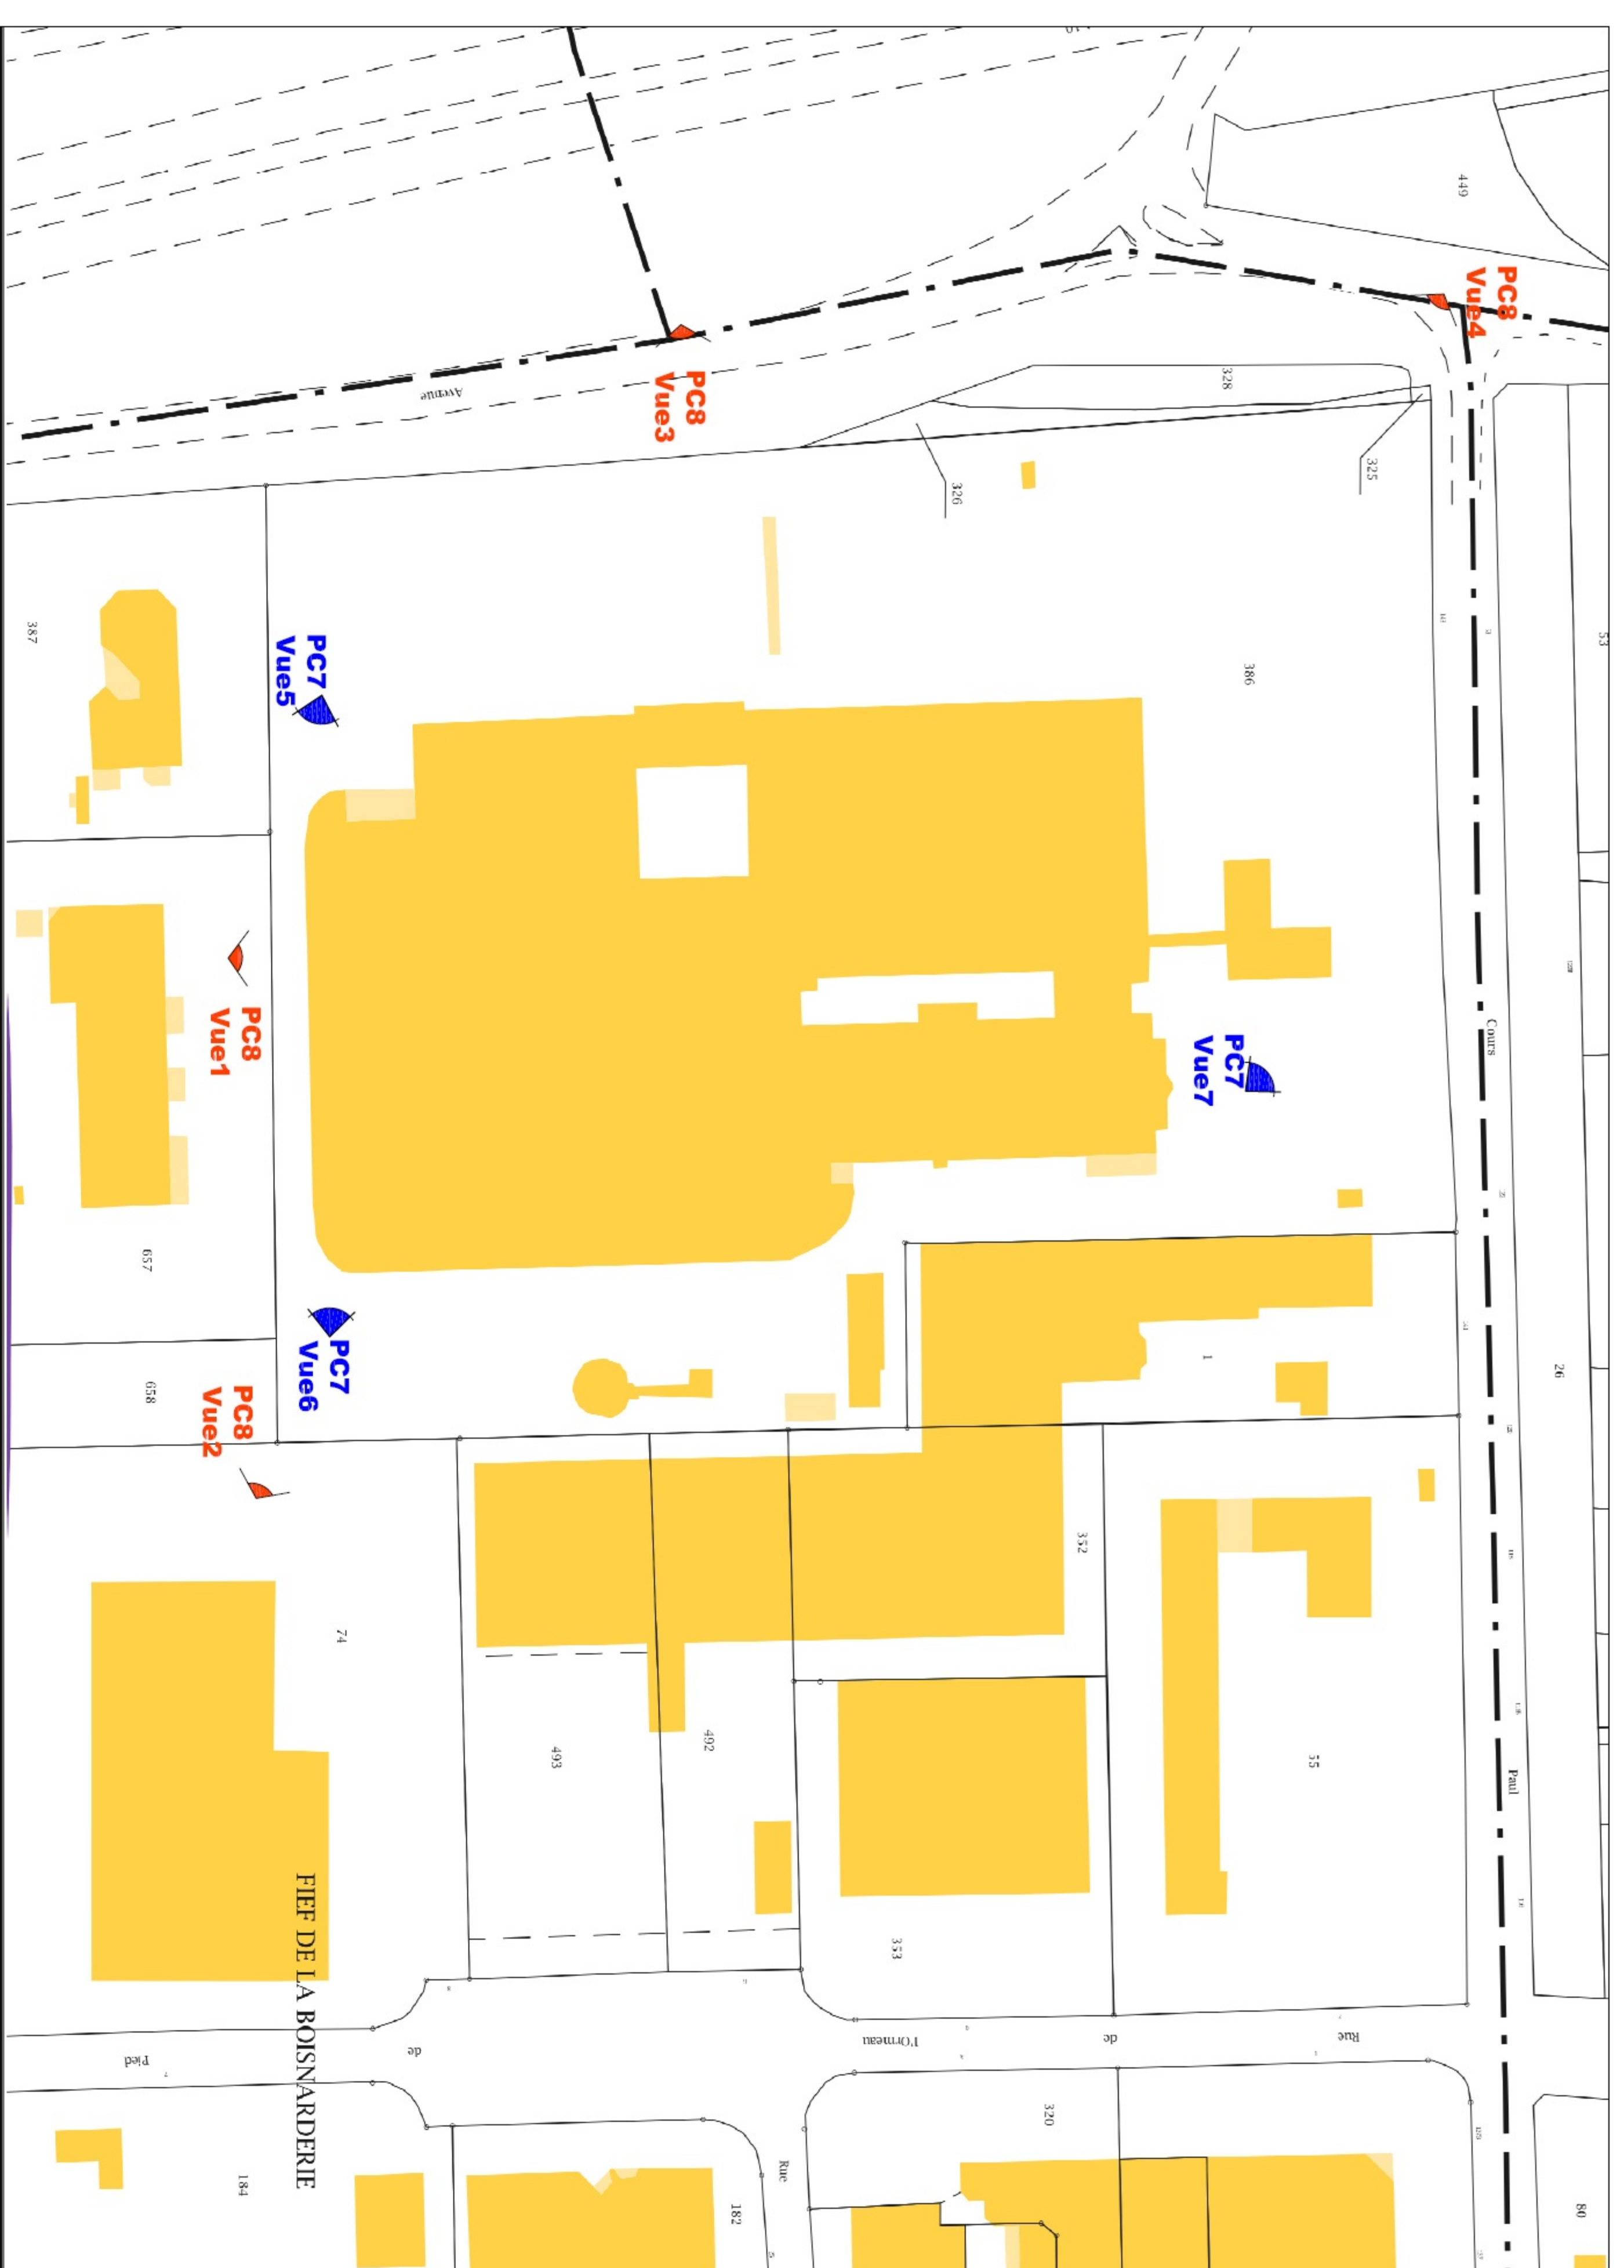 449
PC8
Vue4
328
Avenue
PC8
Vue3
325
326
387
53
PC7
Vue5
386
PC8
Vue1
PC7
Vue7
Cours
657
PC7
Vue6
1
26
658
PC8
Vue2
352
74
493
492
55
Paul
353
FIEF DE LA BOISNARDERIE
Rue
de
l'Ormeau
de
Pied
320
Rue
184
182
80